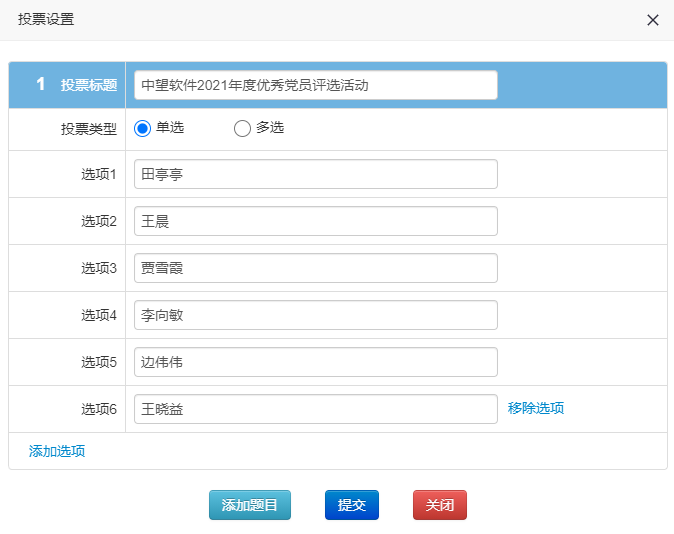 投票设置
1 投票标题 中望软件2021年度优秀党员评选活动
投票类型 单选 多选
选项1 田亭亭
选项2 王晨
选项3 贾雪霞
选项4 李向敏
选项5 边伟伟
选项6 王晓益 移除选项
添加选项
添加题目 提交 关闭